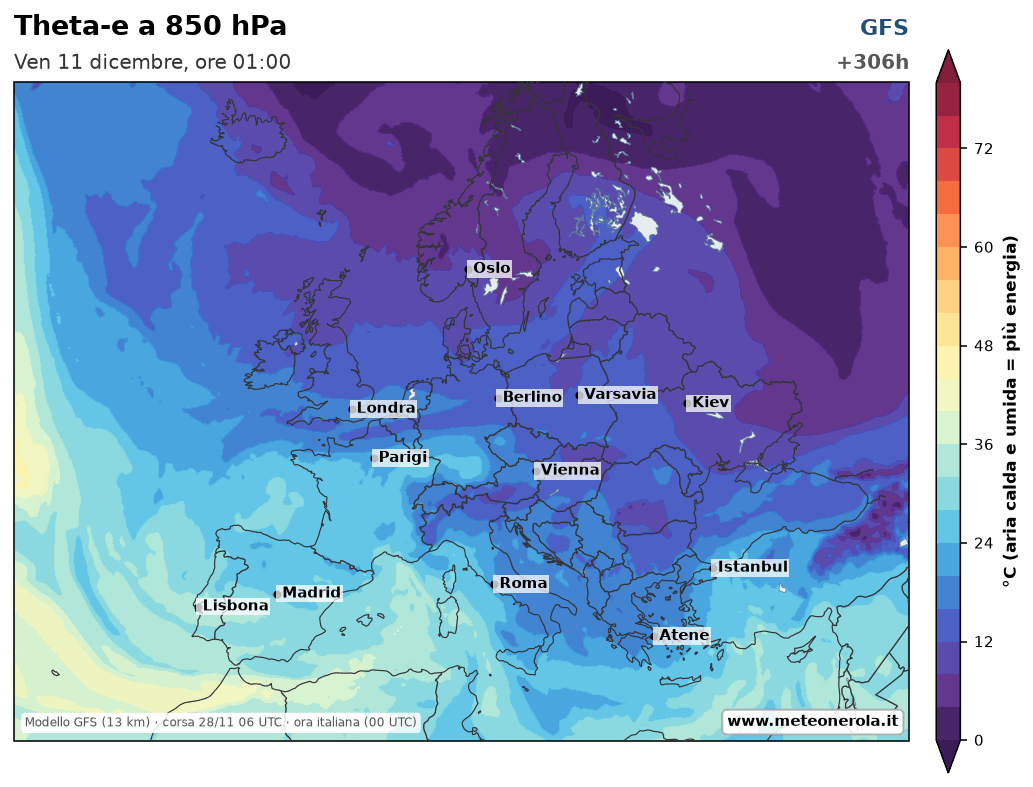 Theta-e a 850 hPa
GFS
Ven 11 dicembre, ore 01:00
+306h
72
60
48
36
24
12
0
°C (aria calda e umida = più energia)
Oslo
Londra
Berlino
Varsavia
Kiev
Parigi
Vienna
Istanbul
Roma
Madrid
Lisbona
Atene
Modello GFS (13 km) · corsa 28/11 06 UTC · ora italiana (00 UTC)
www.meteonerola.it